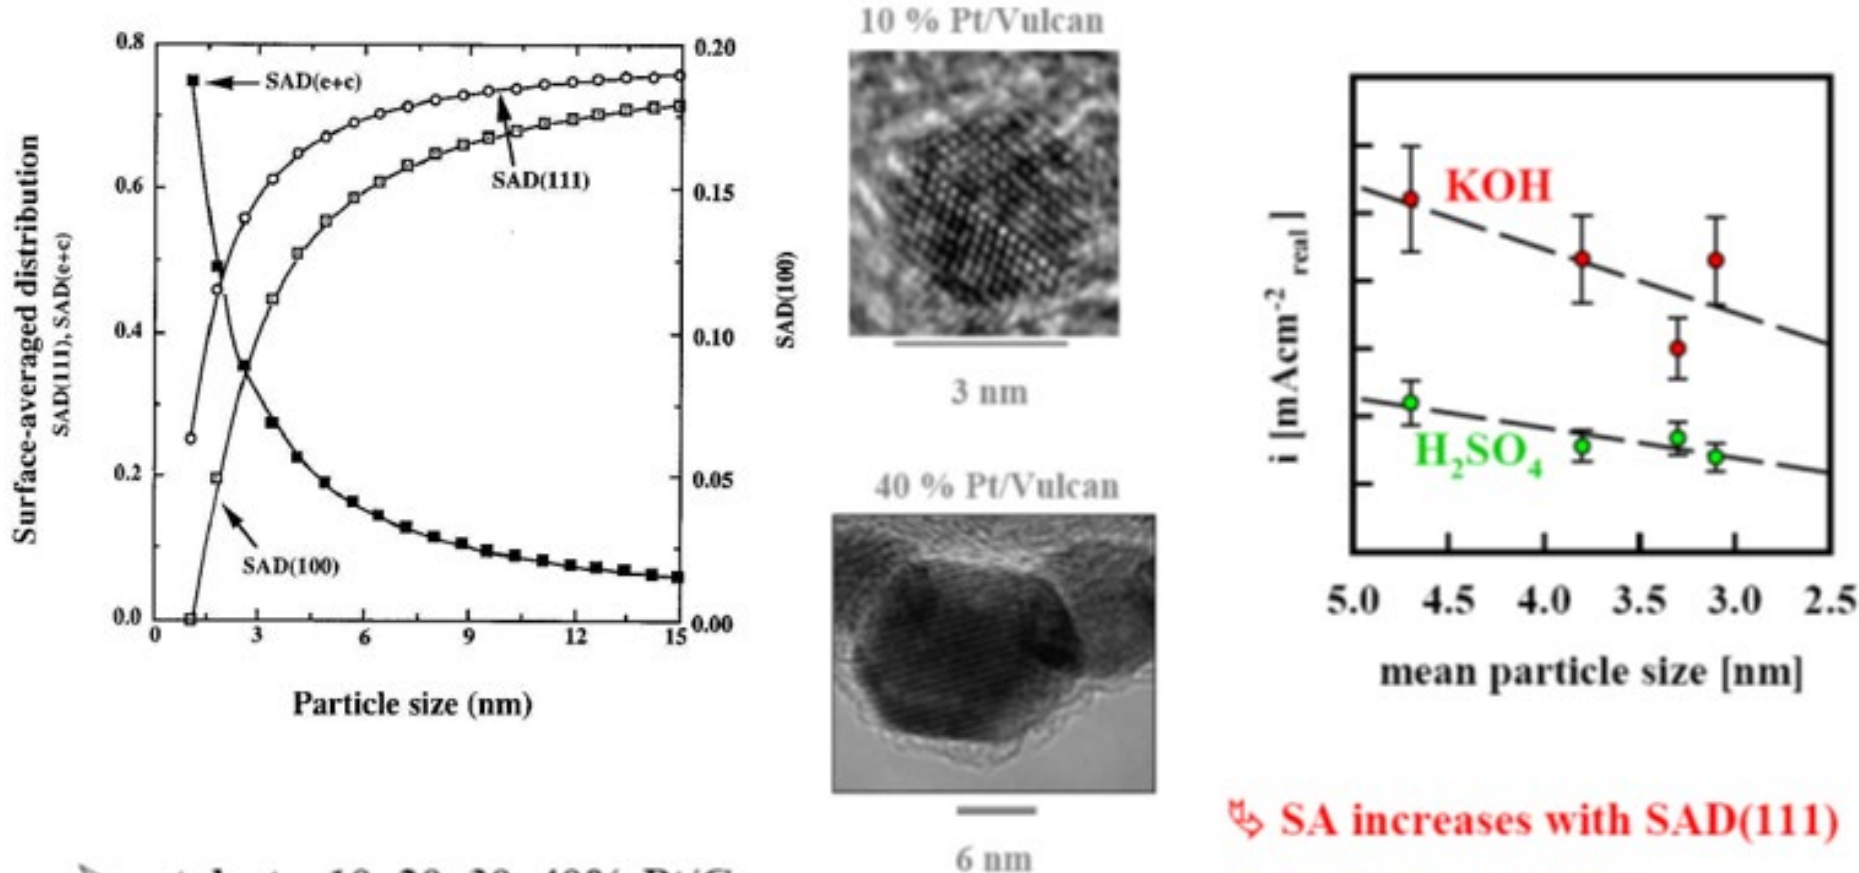 0.8
0.6
0.4
0.2
0.0
Surface-averaged distribution
SAD(111), SAD(e+c)
SAD(e+c)
SAD(111)
SAD(100)
0.20
0.15
0.10
0.05
0.00
SAD(100)
0 3 6 9 12 15
Particle size (nm)
10 % Pt/Vulcan
3 nm
40 % Pt/Vulcan
6 nm
i [mAcm⁻² real]
KOH
H₂SO₄
5.0 4.5 4.0 3.5 3.0 2.5
mean particle size [nm]
SA increases with SAD(111)